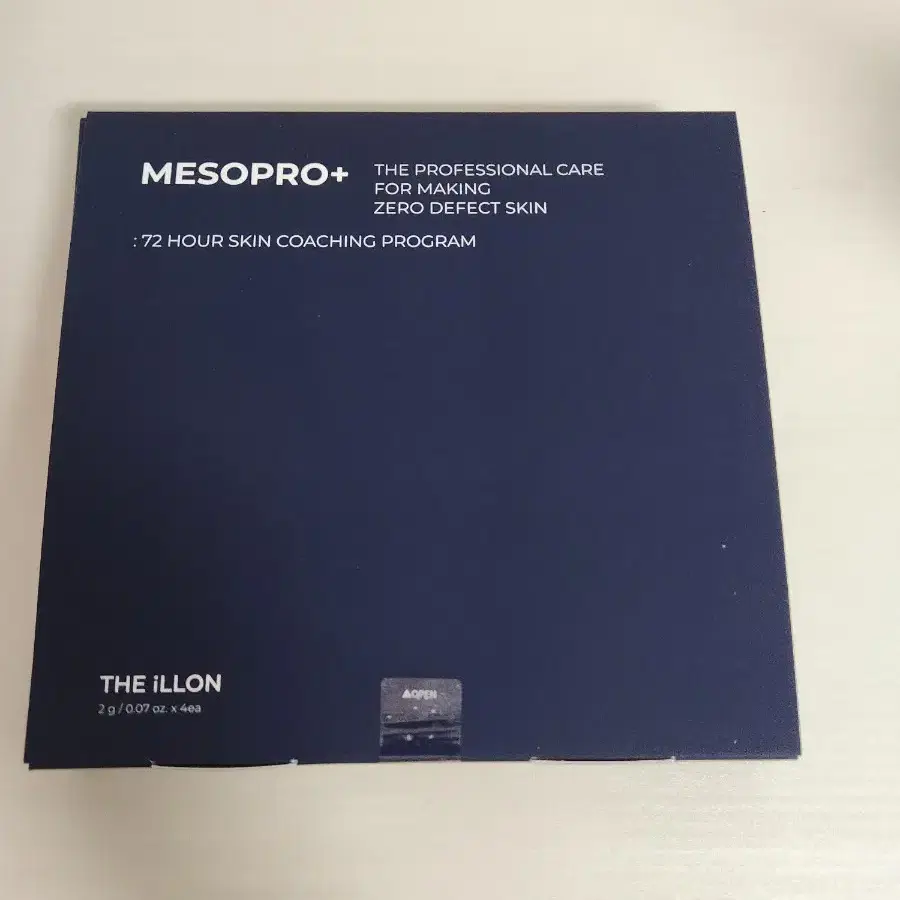 MESOPRO+
THE PROFESSIONAL CARE
FOR MAKING
ZERO DEFECT SKIN
: 72 HOUR SKIN COACHING PROGRAM
THE iLLON
2 g / 0.07 oz. x 4ea
▲OPEN